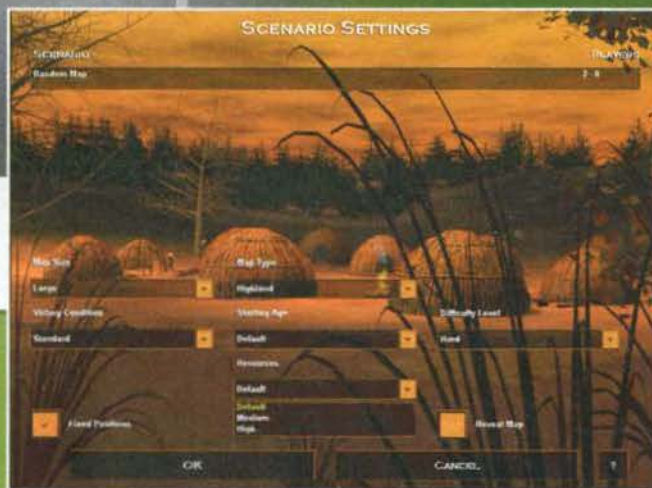 SCENARIO SETTINGS
SCENARIO PLAYERS
Random Map 2 - 8
Map Size Map Type
Large Highland
Victory Condition Starting Age Difficulty Level
Standard Default Hard
Resources
Default
Default
Medium
High
Fixed Positions Reveal Map
OK CANCEL ?